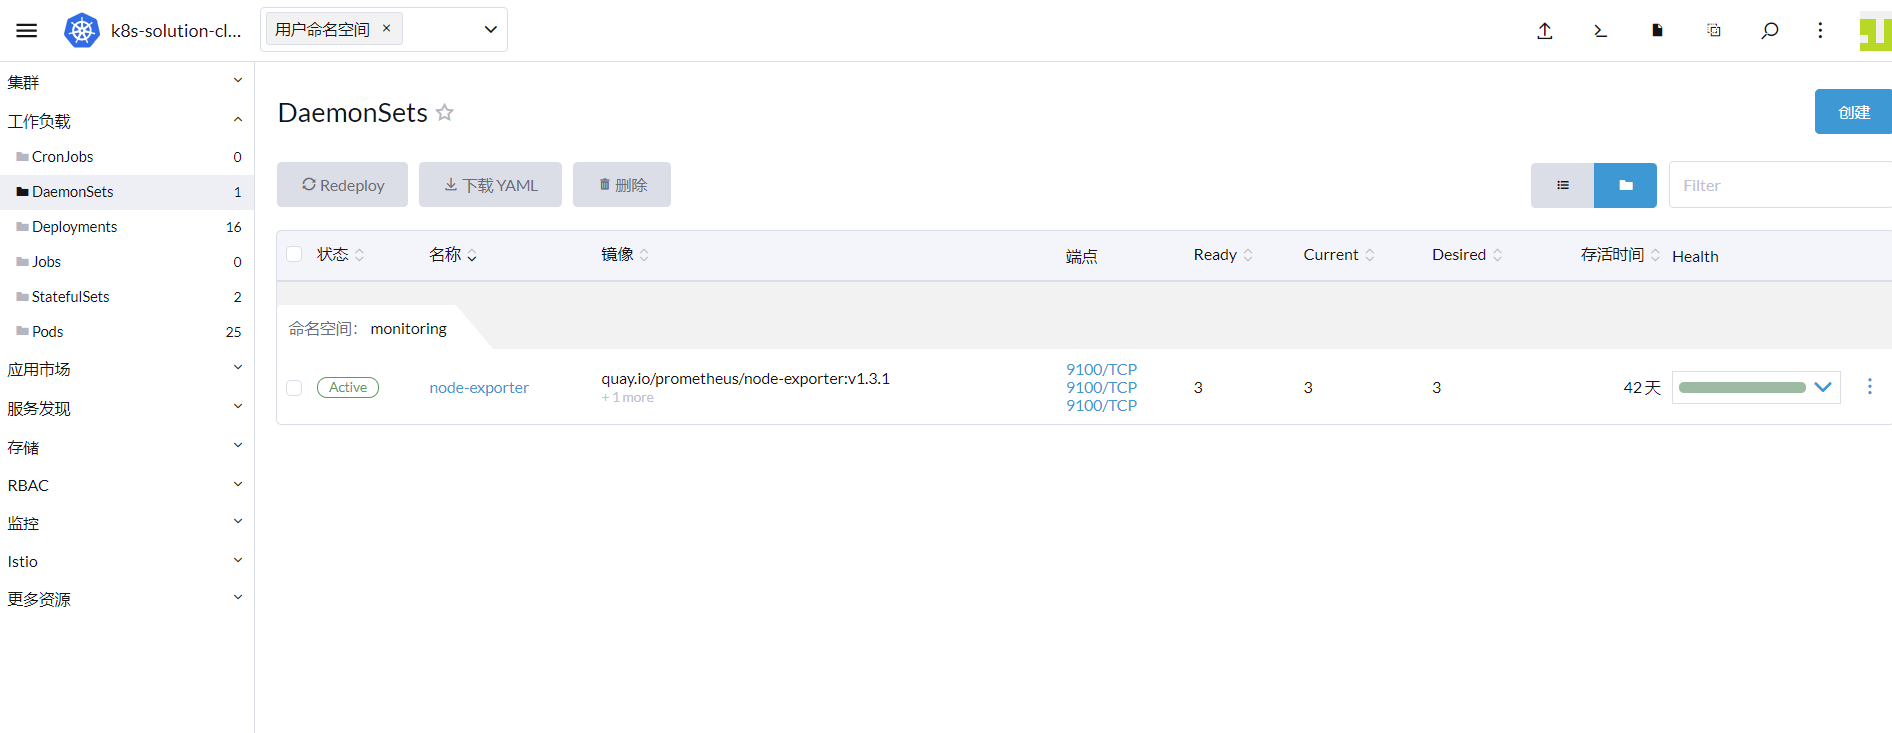 k8s-solution-cl...
用户命名空间 ×
集群
工作负载
CronJobs 0
DaemonSets 1
Deployments 16
Jobs 0
StatefulSets 2
Pods 25
应用市场
服务发现
存储
RBAC
监控
Istio
更多资源
DaemonSets
创建
Redeploy 下载 YAML 删除
Filter
状态 名称 镜像 端点 Ready Current Desired 存活时间 Health
命名空间： monitoring
Active node-exporter quay.io/prometheus/node-exporter:v1.3.1 9100/TCP 3 3 3 42 天
+ 1 more 9100/TCP
9100/TCP